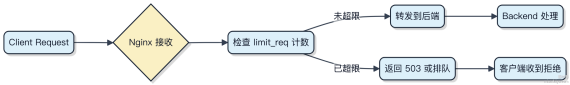 Client Request
Nginx 接收
检查 limit_req 计数
未超限
转发到后端
Backend 处理
已超限
返回 503 或排队
客户端收到拒绝